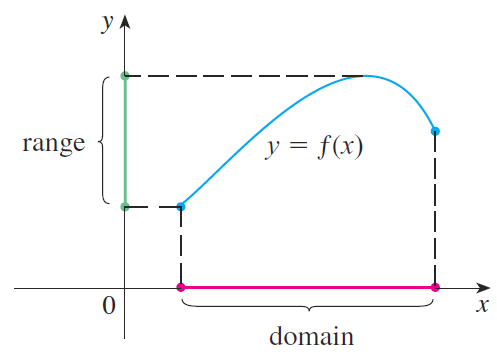 y
range
y = f(x)
0
x
domain